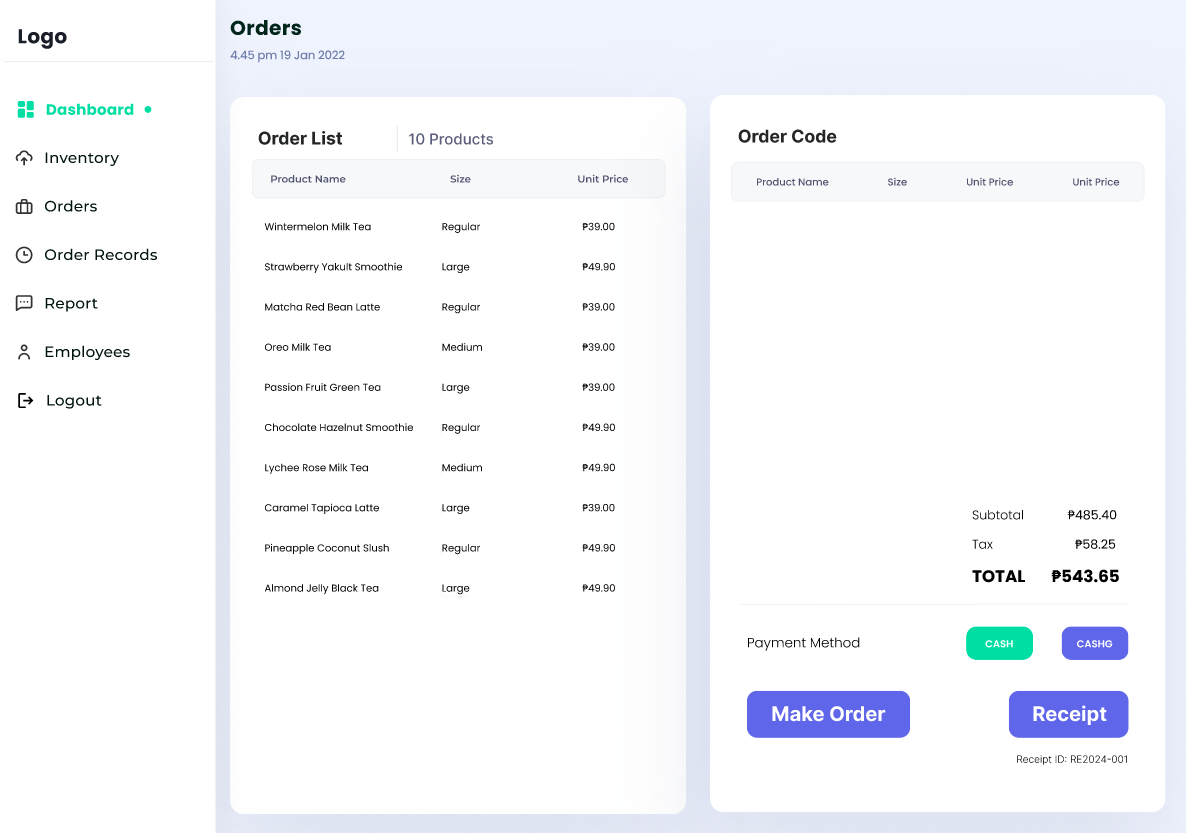 Logo
Dashboard
Inventory
Orders
Order Records
Report
Employees
Logout
Orders
4.45 pm 19 Jan 2022
Order List
10 Products
Product Name Size Unit Price
Wintermelon Milk Tea Regular ₱39.00
Strawberry Yakult Smoothie Large ₱49.90
Matcha Red Bean Latte Regular ₱39.00
Oreo Milk Tea Medium ₱39.00
Passion Fruit Green Tea Large ₱39.00
Chocolate Hazelnut Smoothie Regular ₱49.90
Lychee Rose Milk Tea Medium ₱49.90
Caramel Tapioca Latte Large ₱39.00
Pineapple Coconut Slush Regular ₱49.90
Almond Jelly Black Tea Large ₱49.90
Order Code
Product Name Size Unit Price Unit Price
Subtotal ₱485.40
Tax ₱58.25
TOTAL ₱543.65
Payment Method CASH CASHG
Make Order Receipt
Receipt ID: RE2024-001